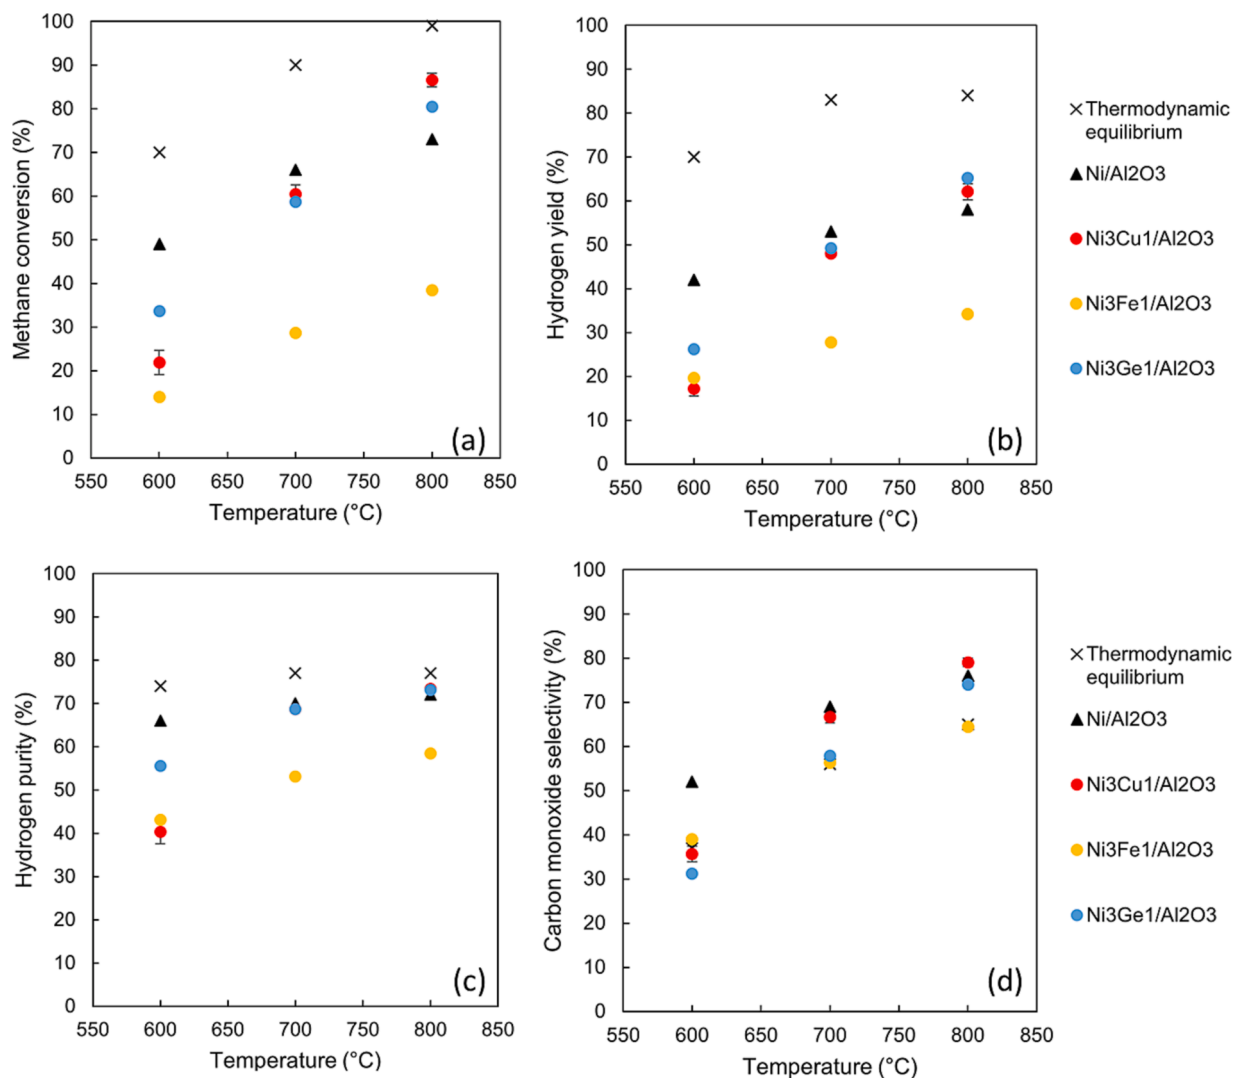 100
90
80
70
60
50
40
30
20
10
0
Methane conversion (%)
550 600 650 700 750 800 850
Temperature (°C)
(a)
100
90
80
70
60
50
40
30
20
10
0
Hydrogen yield (%)
550 600 650 700 750 800 850
Temperature (°C)
(b)
Thermodynamic
equilibrium
Ni/Al2O3
Ni3Cu1/Al2O3
Ni3Fe1/Al2O3
Ni3Ge1/Al2O3
100
90
80
70
60
50
40
30
20
10
0
Hydrogen purity (%)
550 600 650 700 750 800 850
Temperature (°C)
(c)
100
90
80
70
60
50
40
30
20
10
0
Carbon monoxide selectivity (%)
550 600 650 700 750 800 850
Temperature (°C)
(d)
Thermodynamic
equilibrium
Ni/Al2O3
Ni3Cu1/Al2O3
Ni3Fe1/Al2O3
Ni3Ge1/Al2O3